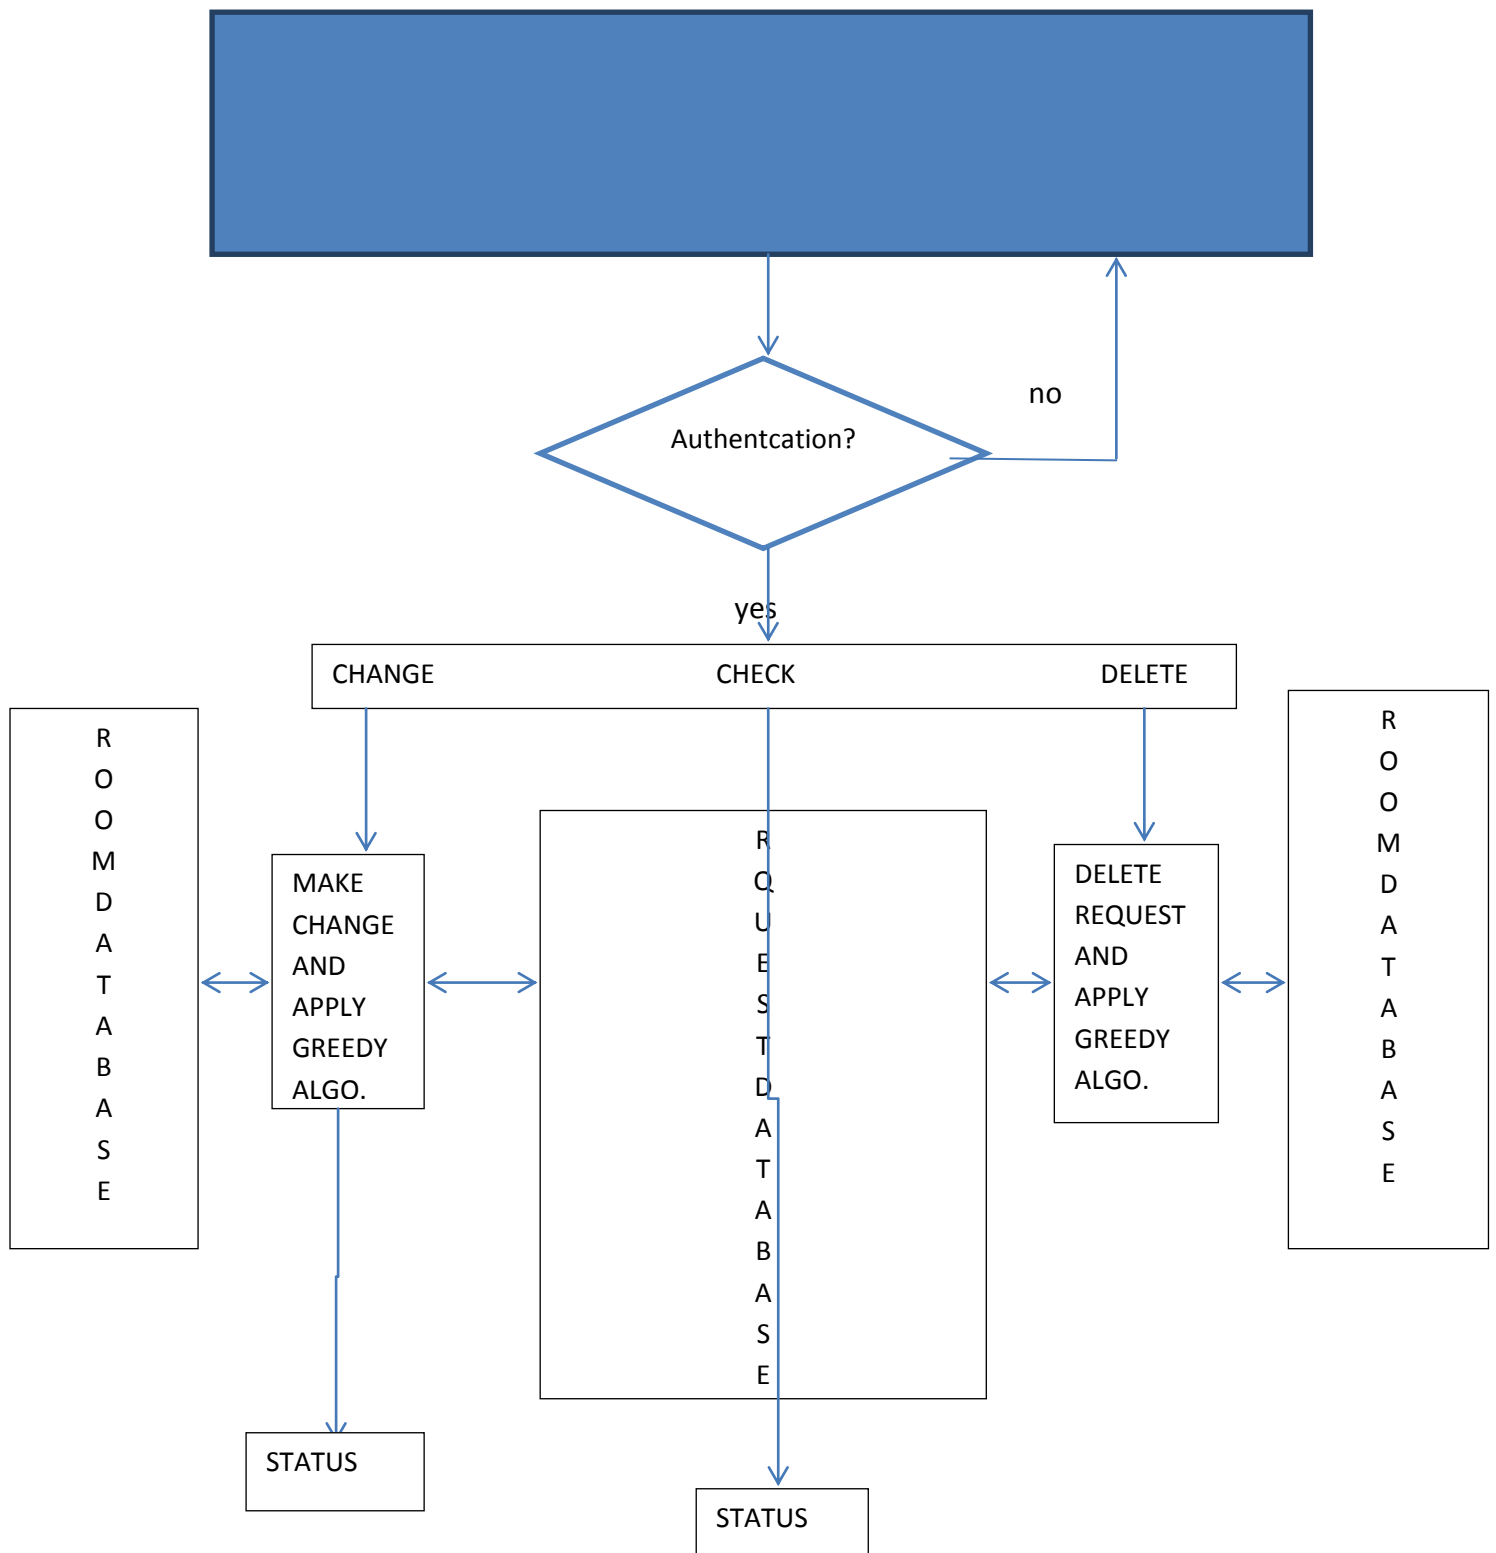 no
Authentcation?
yes
CHANGE CHECK DELETE
R
O
O
M
D
A
T
A
B
A
S
E
MAKE
CHANGE
AND
APPLY
GREEDY
ALGO.
R
Q
U
E
S
T
D
A
T
A
B
A
S
E
DELETE
REQUEST
AND
APPLY
GREEDY
ALGO.
R
O
O
M
D
A
T
A
B
A
S
E
STATUS
STATUS